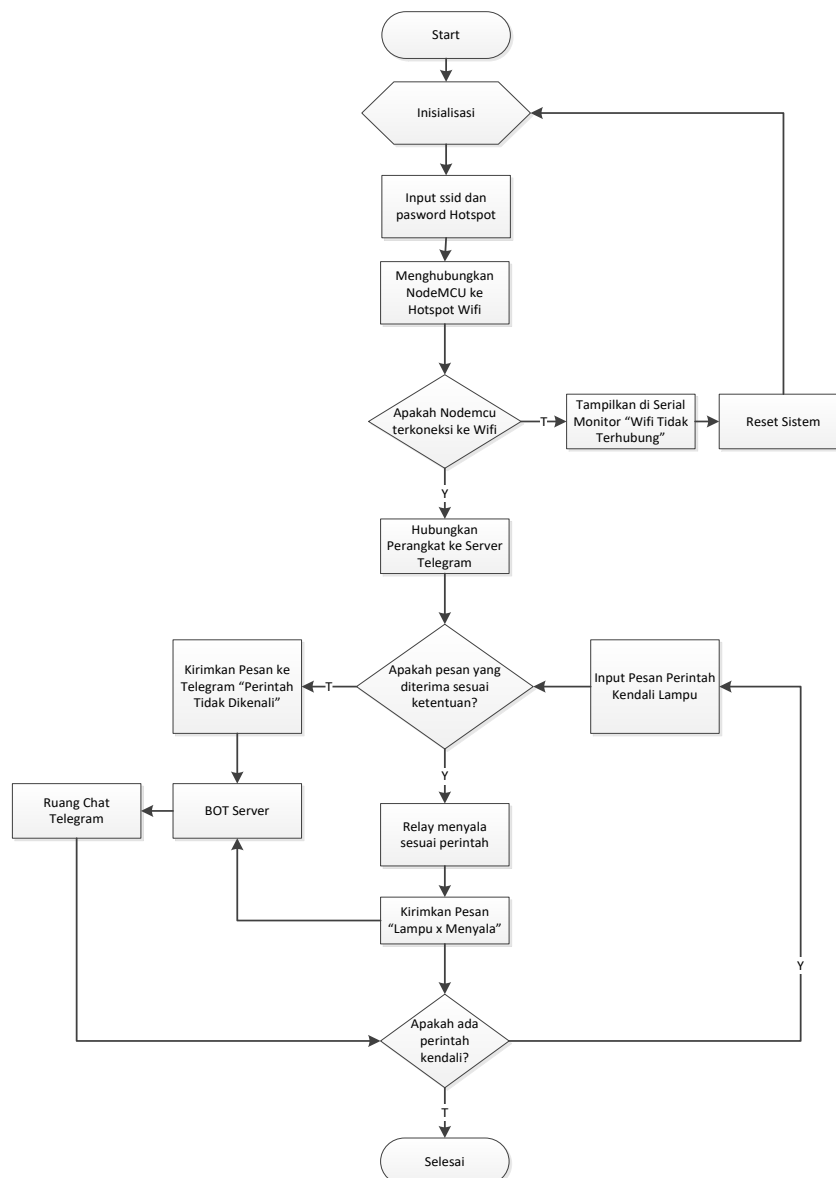 Start
Inisialisasi
Input ssid dan
pasword Hotspot
Menghubungkan
NodeMCU ke
Hotspot Wifi
Apakah Nodemcu
terkoneksi ke Wifi
T
Tampilkan di Serial
Monitor “Wifi Tidak
Terhubung”
Reset Sistem
Y
Hubungkan
Perangkat ke Server
Telegram
Apakah pesan yang
diterima sesuai
ketentuan?
Input Pesan Perintah
Kendali Lampu
T
Kirimkan Pesan ke
Telegram “Perintah
Tidak Dikenali”
Y
Ruang Chat
Telegram
BOT Server
Relay menyala
sesuai perintah
Kirimkan Pesan
“Lampu x Menyala”
Y
Apakah ada
perintah
kendali?
T
Selesai